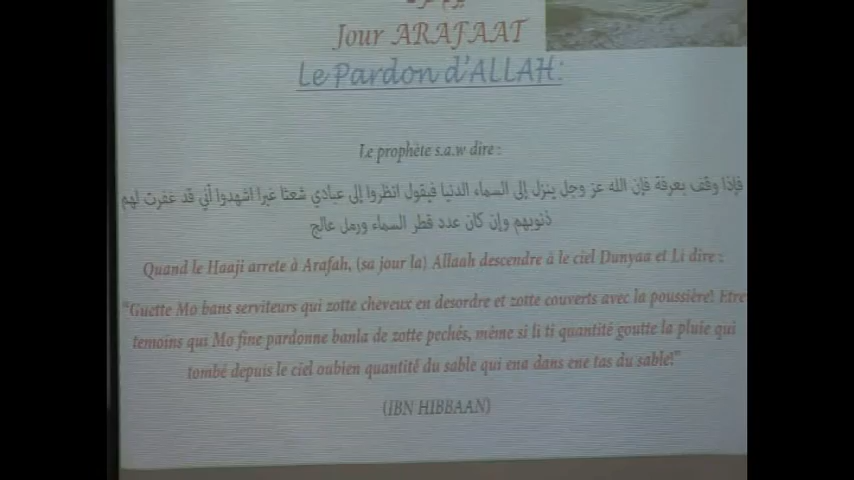 Jour ARAFAAT
Le Pardon d'ALLAH:
Le prophète s.a.w dire :
فإذا وقف بعرفة فإن الله عز وجل ينزل إلى السماء الدنيا فيقول انظروا إلى عبادي شعثا غبرا اشهدوا أني قد غفرت لهم
ذنوبهم وإن كان عدد قطر السماء ورمل عالج
Quand le Haaji arrete à Arafah, (sa jour la) Allaah descendre à le ciel Dunyaa et Li dire :
"Guette Mo bans serviteurs qui zotte cheveux en desordre et zotte couverts avec la poussière! Etre
temoins qui Mo fine pardonne banla de zotte pechés, même si li ti quantité goutte la pluie qui
tombé depuis le ciel oubien quantité du sable qui ena dans ene tas du sable!"
(IBN HIBBAAN)